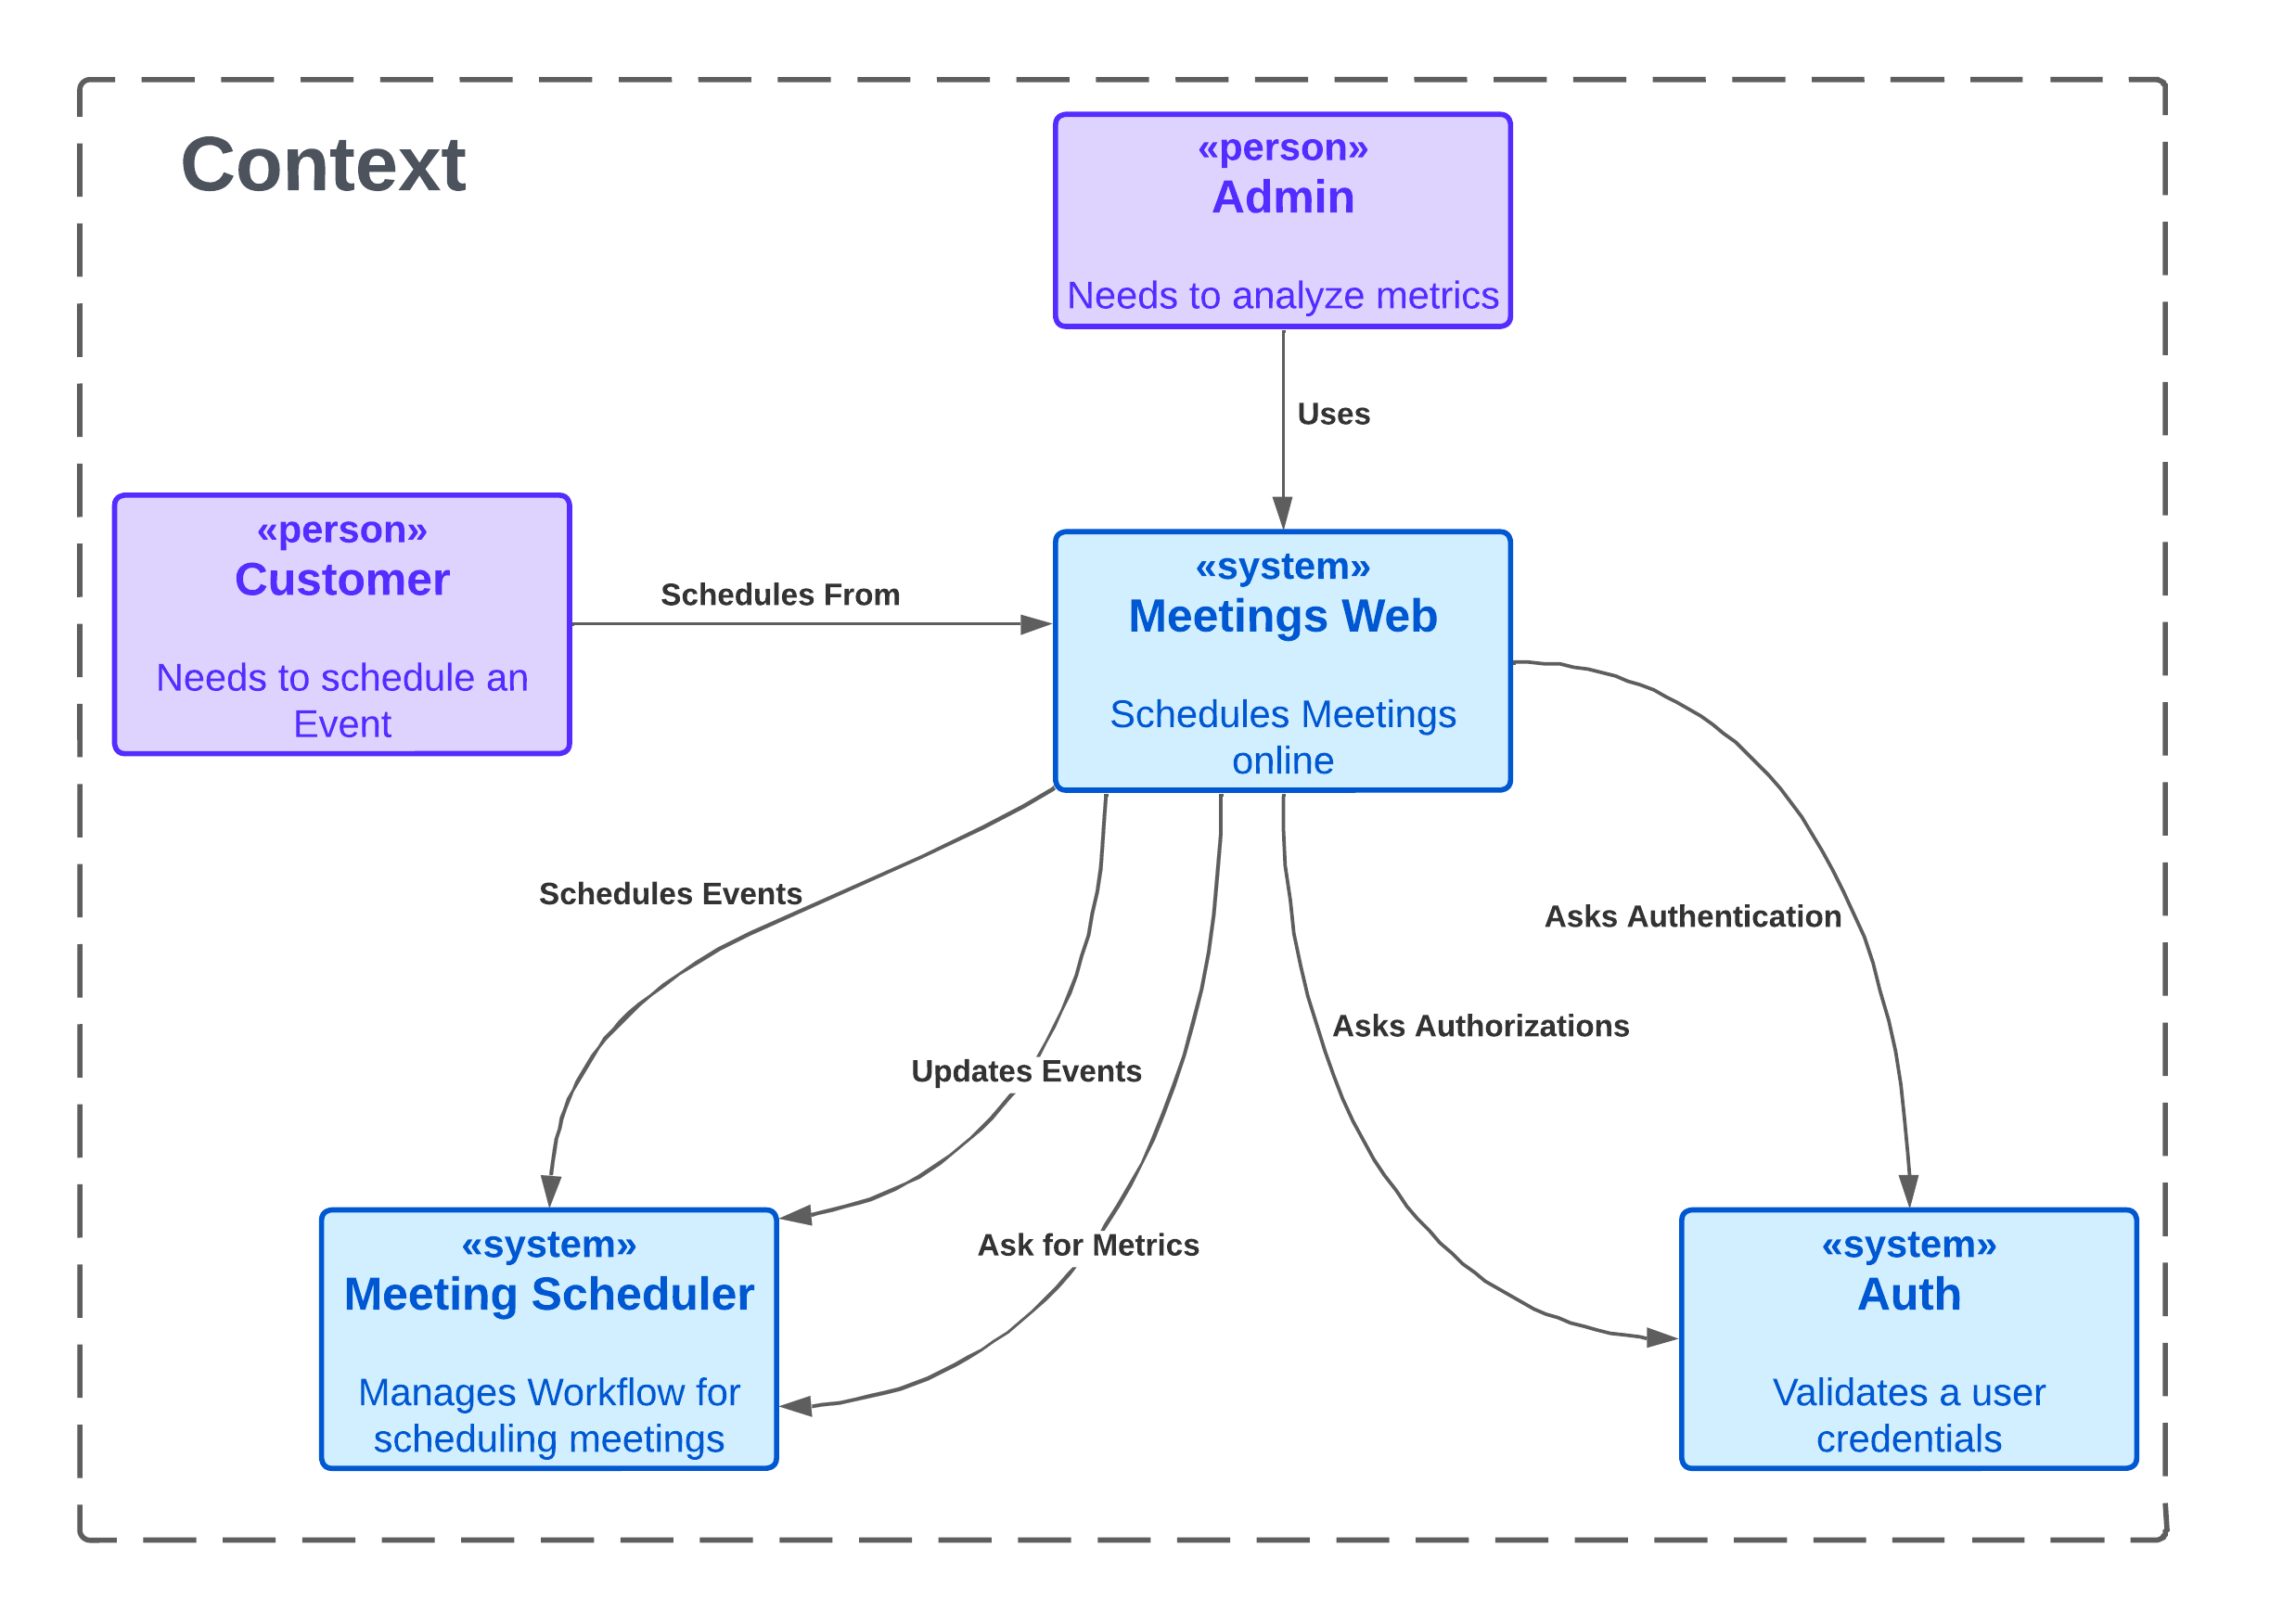 Context
«person»
Admin
Needs to analyze metrics
Uses
«person»
Customer
Needs to schedule an
Event
Schedules From
«system»
Meetings Web
Schedules Meetings
online
Schedules Events
Asks Authentication
Asks Authorizations
Updates Events
Ask for Metrics
«system»
Meeting Scheduler
Manages Workflow for
scheduling meetings
«system»
Auth
Validates a user
credentials